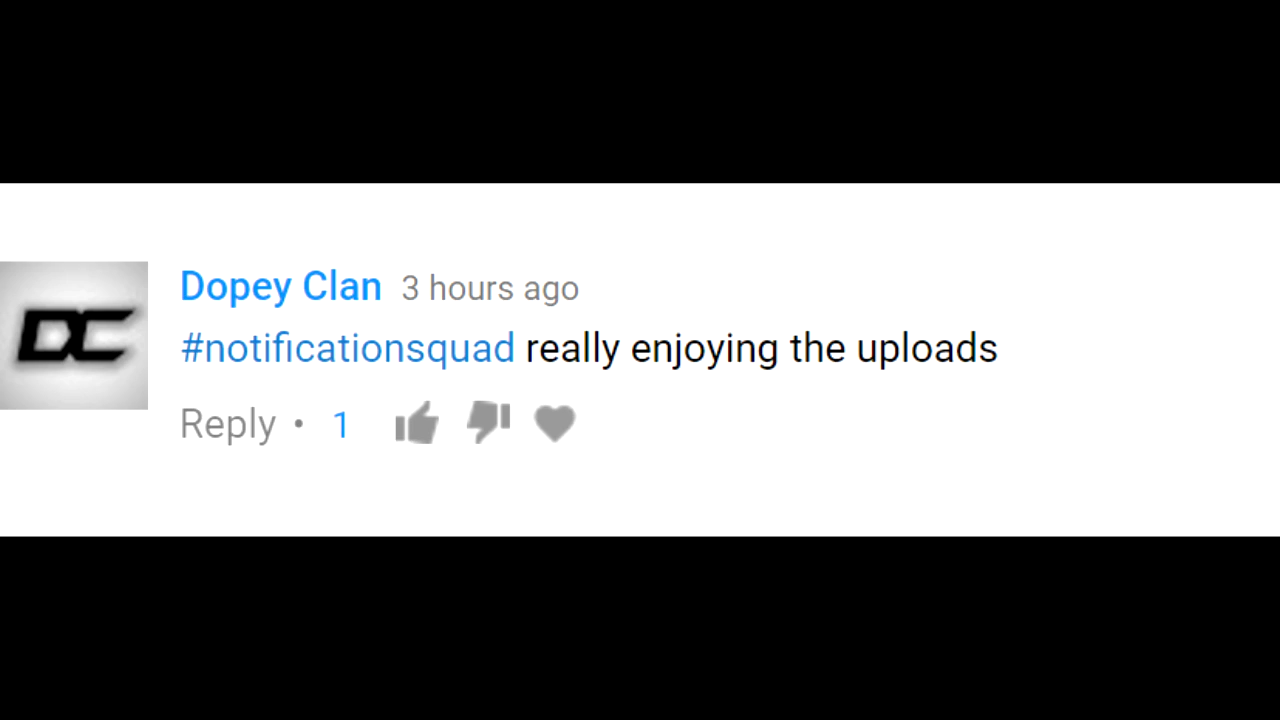 DC
Dopey Clan 3 hours ago
#notificationsquad really enjoying the uploads
Reply • 1